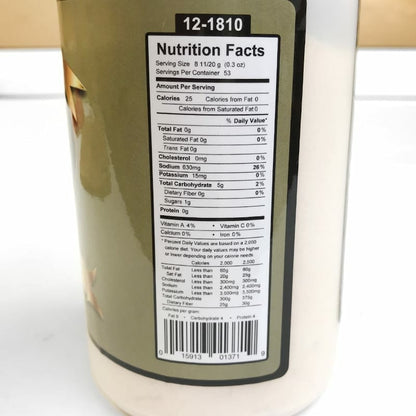 12-1810
Nutrition Facts
Serving Size 8 11/20 g (0.3 oz)
Servings Per Container 53
Amount Per Serving
Calories 25 Calories from Fat 0
Calories from Saturated Fat 0
% Daily Value*
Total Fat 0g 0%
Saturated Fat 0g 0%
Trans Fat 0g
Cholesterol 0mg 0%
Sodium 630mg 26%
Potassium 15mg 0%
Total Carbohydrate 5g 2%
Dietary Fiber 0g 0%
Sugars 1g
Protein 0g
Vitamin A 4% • Vitamin C 0%
Calcium 0% • Iron 0%
* Percent Daily Values are based on a 2,000
calorie diet. Your daily values may be higher
or lower depending on your calorie needs
Calories 2,000 2,500
Total Fat Less than 65g 80g
Sat Fat Less than 20g 25g
Cholesterol Less than 300mg 300mg
Sodium Less than 2,400mg 2,400mg
Potassium Less than 3,500mg 3,500mg
Total Carbohydrate 300g 375g
Dietary Fiber 25g 30g
Calories per gram:
Fat 9 • Carbohydrate 4 • Protein 4
0 15913 01371 9